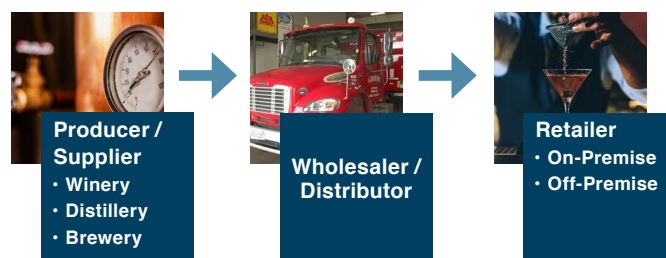 Producer /
Supplier
• Winery
• Distillery
• Brewery
Wholesaler /
Distributor
Retailer
• On-Premise
• Off-Premise